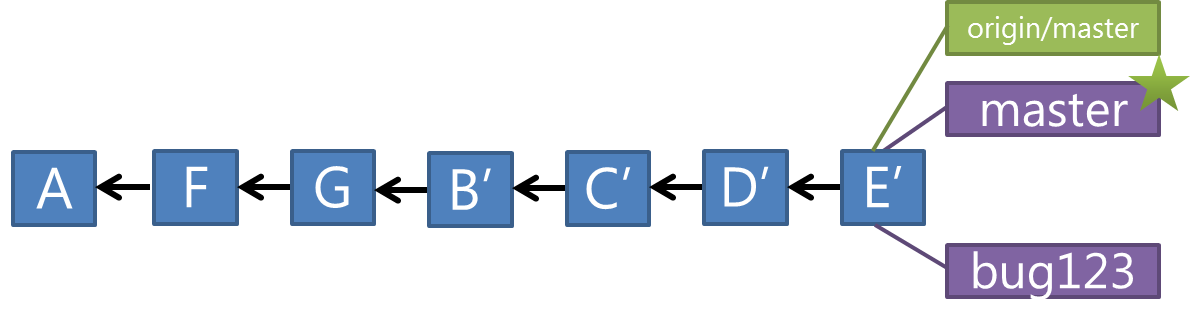 origin/master
master
A F G B′ C′ D′ E′
bug123